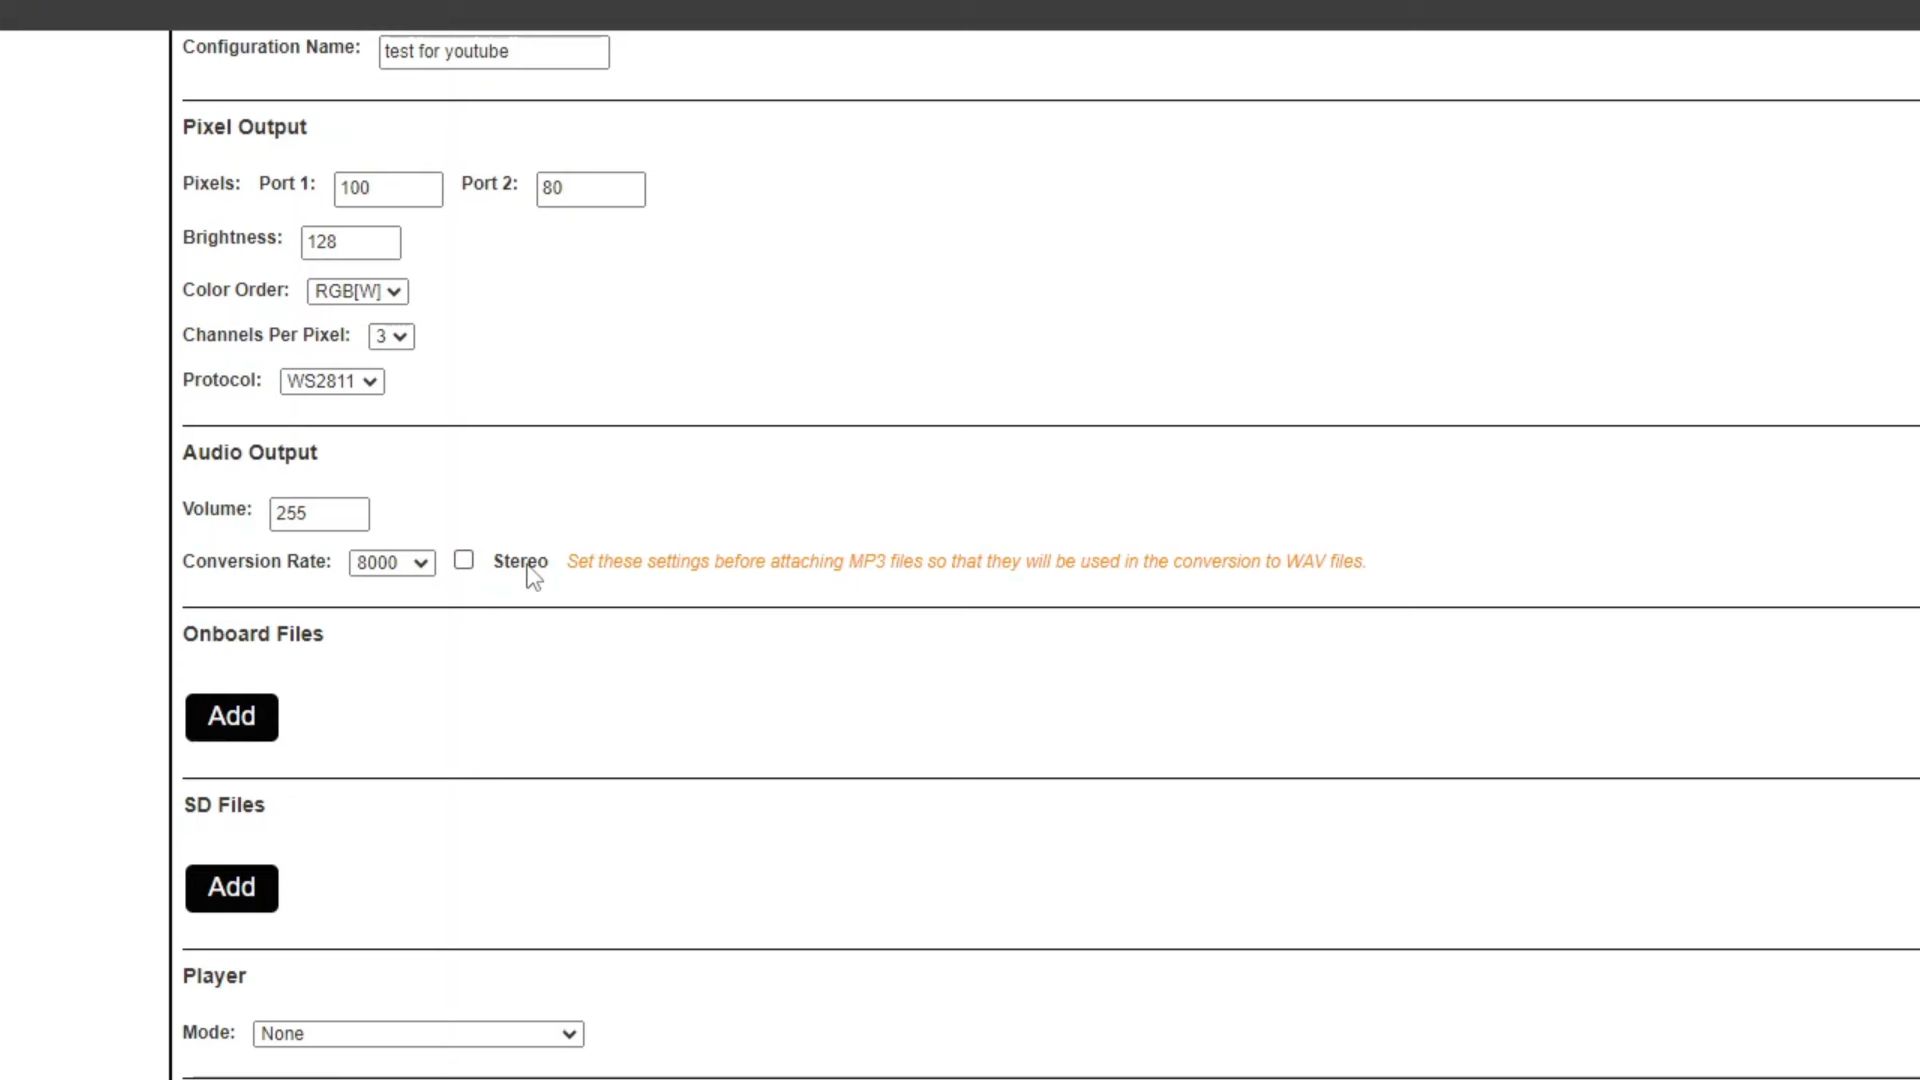 Configuration Name: test for youtube
Pixel Output
Pixels: Port 1: 100 Port 2: 80
Brightness: 128
Color Order: RGB[W]
Channels Per Pixel: 3
Protocol: WS2811
Audio Output
Volume: 255
Conversion Rate: 8000 Stereo Set these settings before attaching MP3 files so that they will be used in the conversion to WAV files.
Onboard Files
Add
SD Files
Add
Player
Mode: None